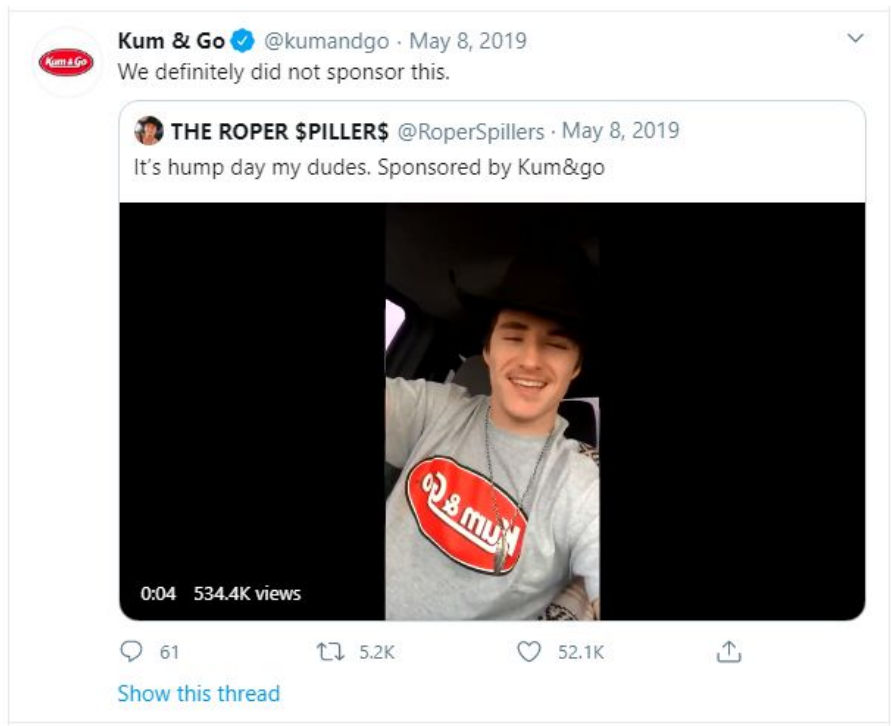 Kum & Go @kumandgo · May 8, 2019
We definitely did not sponsor this.
Kum & Go
THE ROPER $PILLER$ @RoperSpillers · May 8, 2019
It's hump day my dudes. Sponsored by Kum&go
Kum & Go
0:04 534.4K views
61 5.2K 52.1K
Show this thread